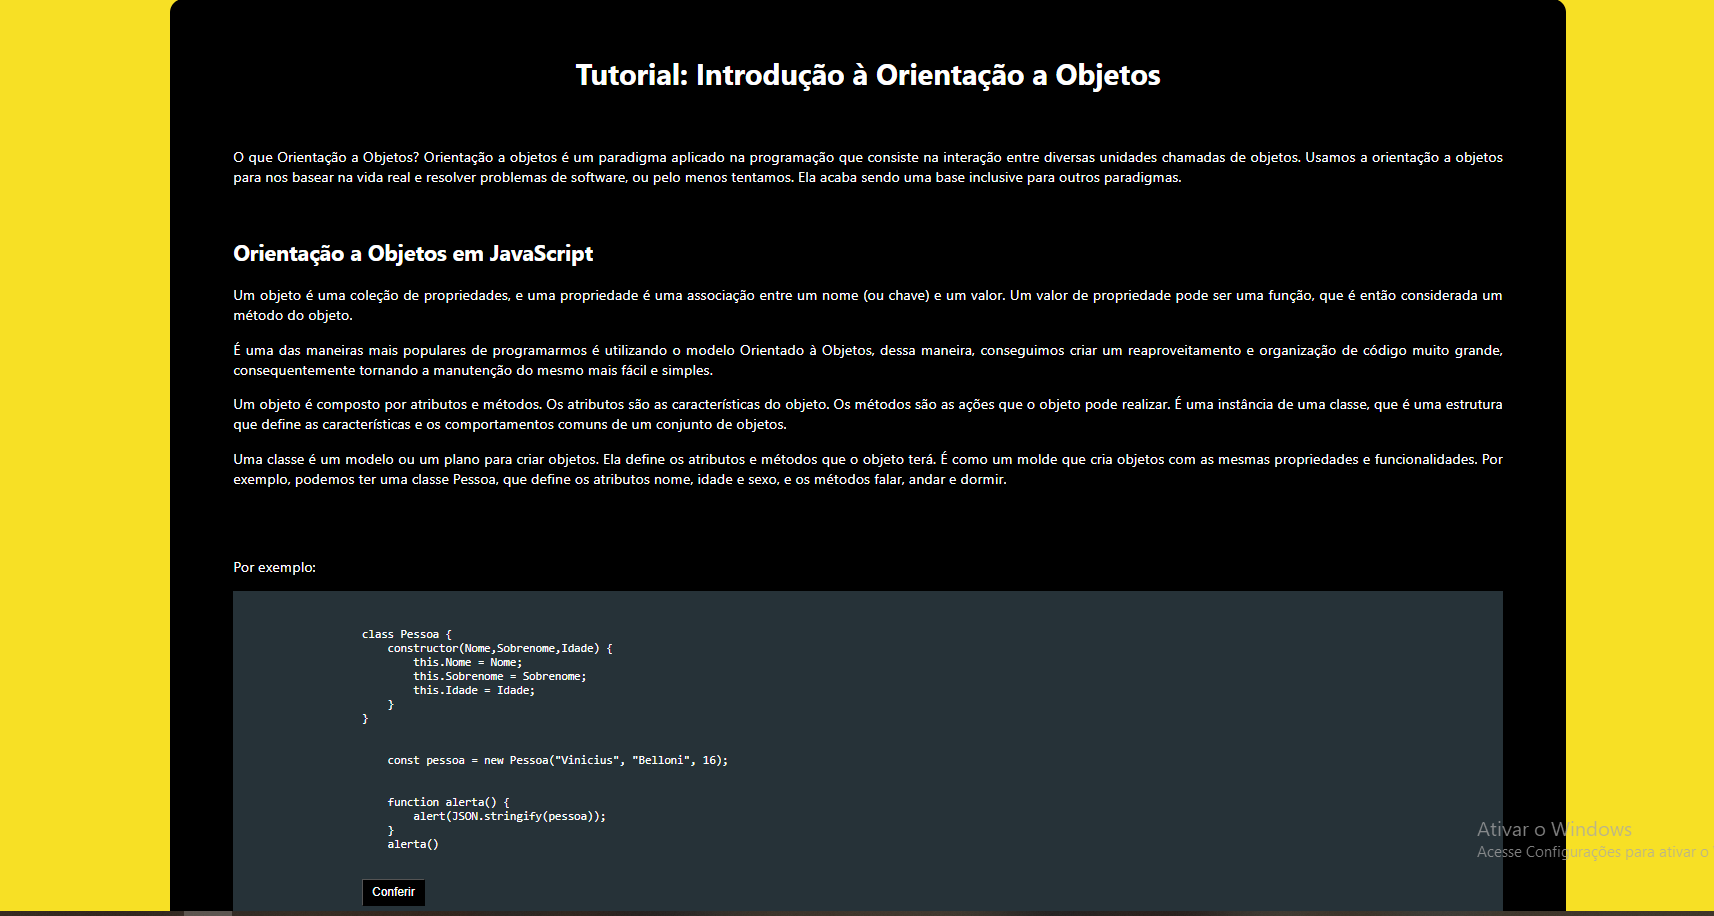 Tutorial: Introdução à Orientação a Objetos
O que Orientação a Objetos? Orientação a objetos é um paradigma aplicado na programação que consiste na interação entre diversas unidades chamadas de objetos. Usamos a orientação a objetos
para nos basear na vida real e resolver problemas de software, ou pelo menos tentamos. Ela acaba sendo uma base inclusive para outros paradigmas.
Orientação a Objetos em JavaScript
Um objeto é uma coleção de propriedades, e uma propriedade é uma associação entre um nome (ou chave) e um valor. Um valor de propriedade pode ser uma função, que é então considerada um
método do objeto.
É uma das maneiras mais populares de programarmos é utilizando o modelo Orientado à Objetos, dessa maneira, conseguimos criar um reaproveitamento e organização de código muito grande,
consequentemente tornando a manutenção do mesmo mais fácil e simples.
Um objeto é composto por atributos e métodos. Os atributos são as características do objeto. Os métodos são as ações que o objeto pode realizar. É uma instância de uma classe, que é uma estrutura
que define as características e os comportamentos comuns de um conjunto de objetos.
Uma classe é um modelo ou um plano para criar objetos. Ela define os atributos e métodos que o objeto terá. É como um molde que cria objetos com as mesmas propriedades e funcionalidades. Por
exemplo, podemos ter uma classe Pessoa, que define os atributos nome, idade e sexo, e os métodos falar, andar e dormir.
Por exemplo:
class Pessoa {
constructor(Nome,Sobrenome,Idade) {
this.Nome = Nome;
this.Sobrenome = Sobrenome;
this.Idade = Idade;
}
}
const pessoa = new Pessoa("Vinicius", "Belloni", 16);
function alerta() {
alert(JSON.stringify(pessoa));
}
alerta()
Conferir
Ativar o Windows
Acesse Configurações para ativar o